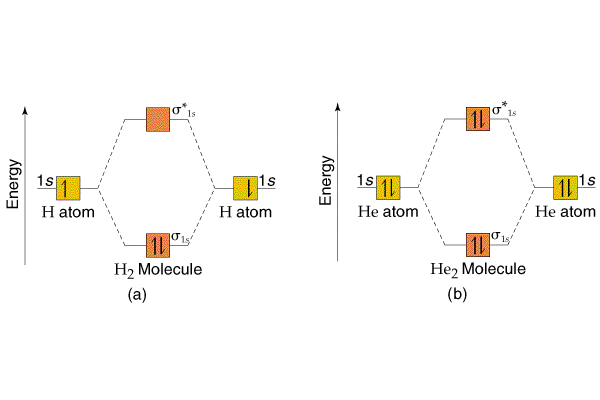 Energy
σ*1s
1s 1s
H atom H atom
σ1s
H2 Molecule
(a)
Energy
σ*1s
1s 1s
He atom He atom
σ1s
He2 Molecule
(b)